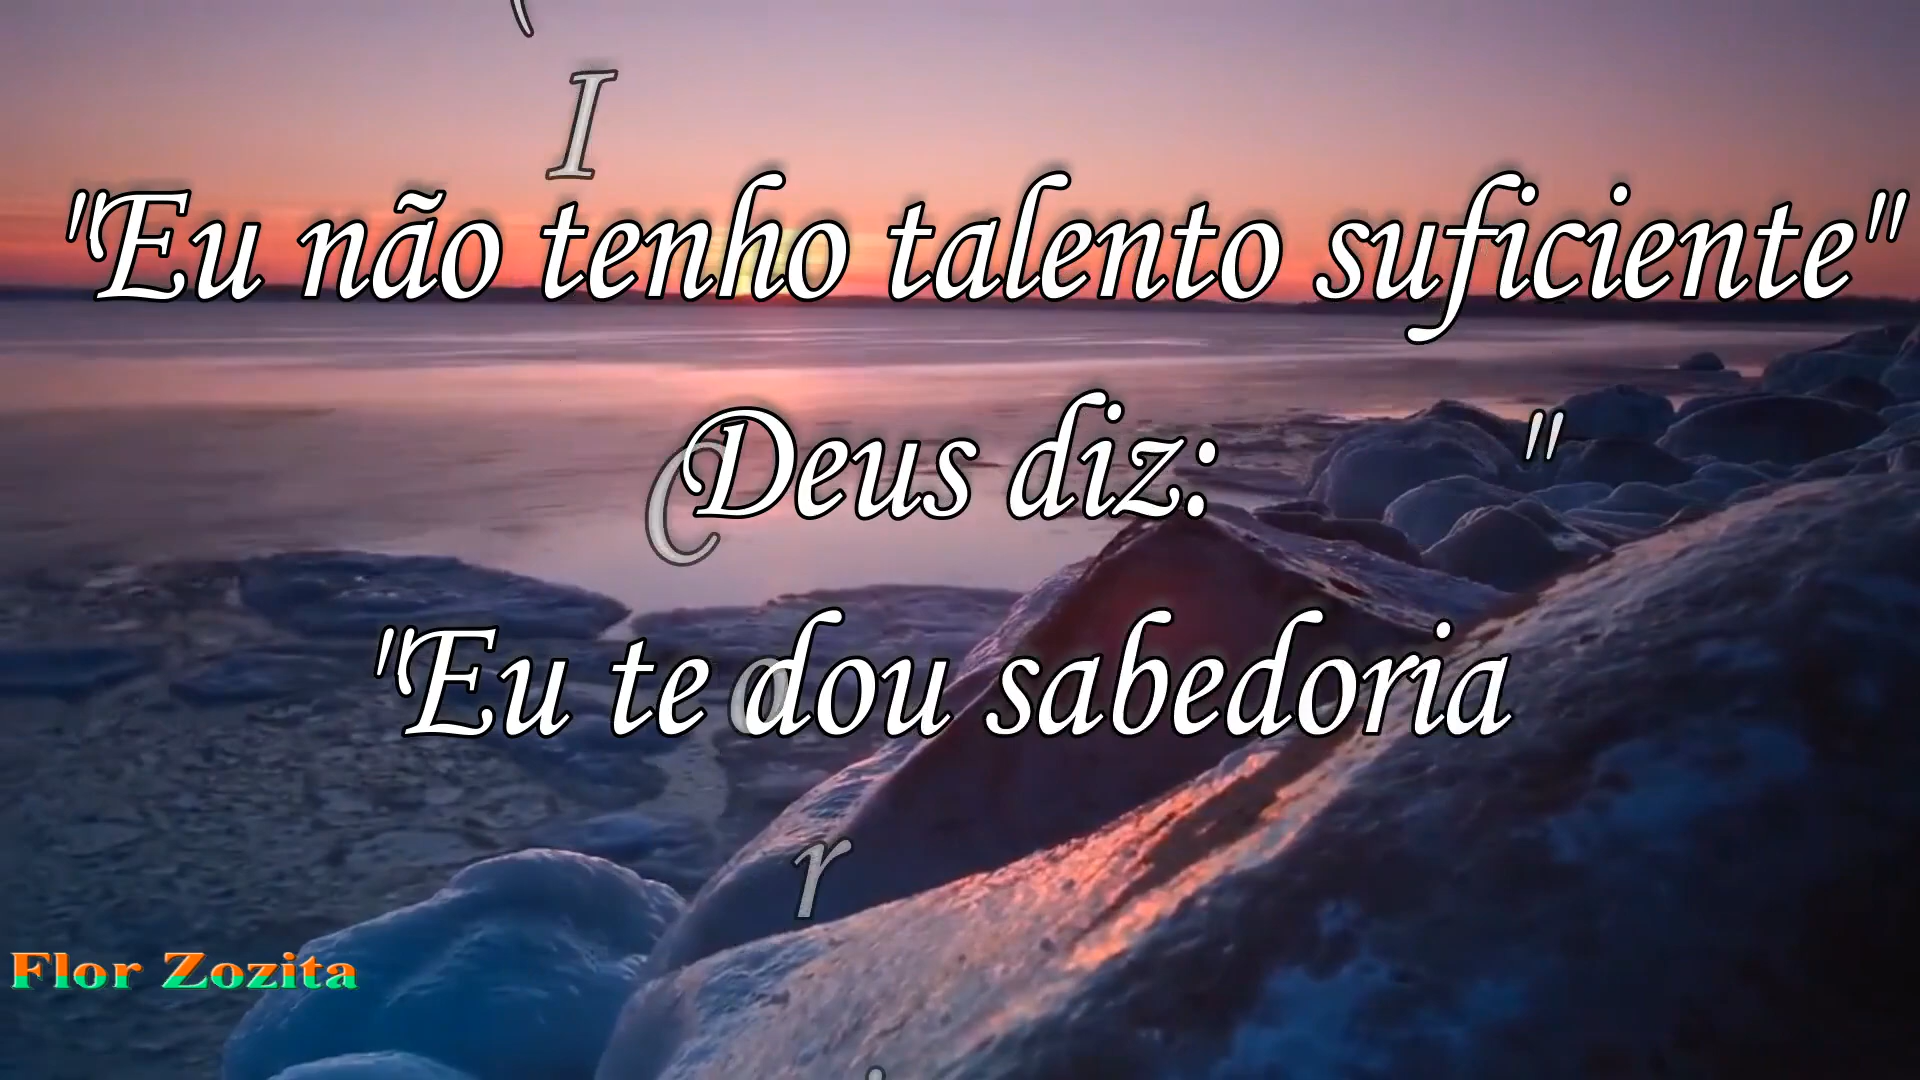 ( I
"Eu não tenho talento suficiente"
Deus diz: "
C
"Eu te dou sabedoria
o
r
Flor Zozita